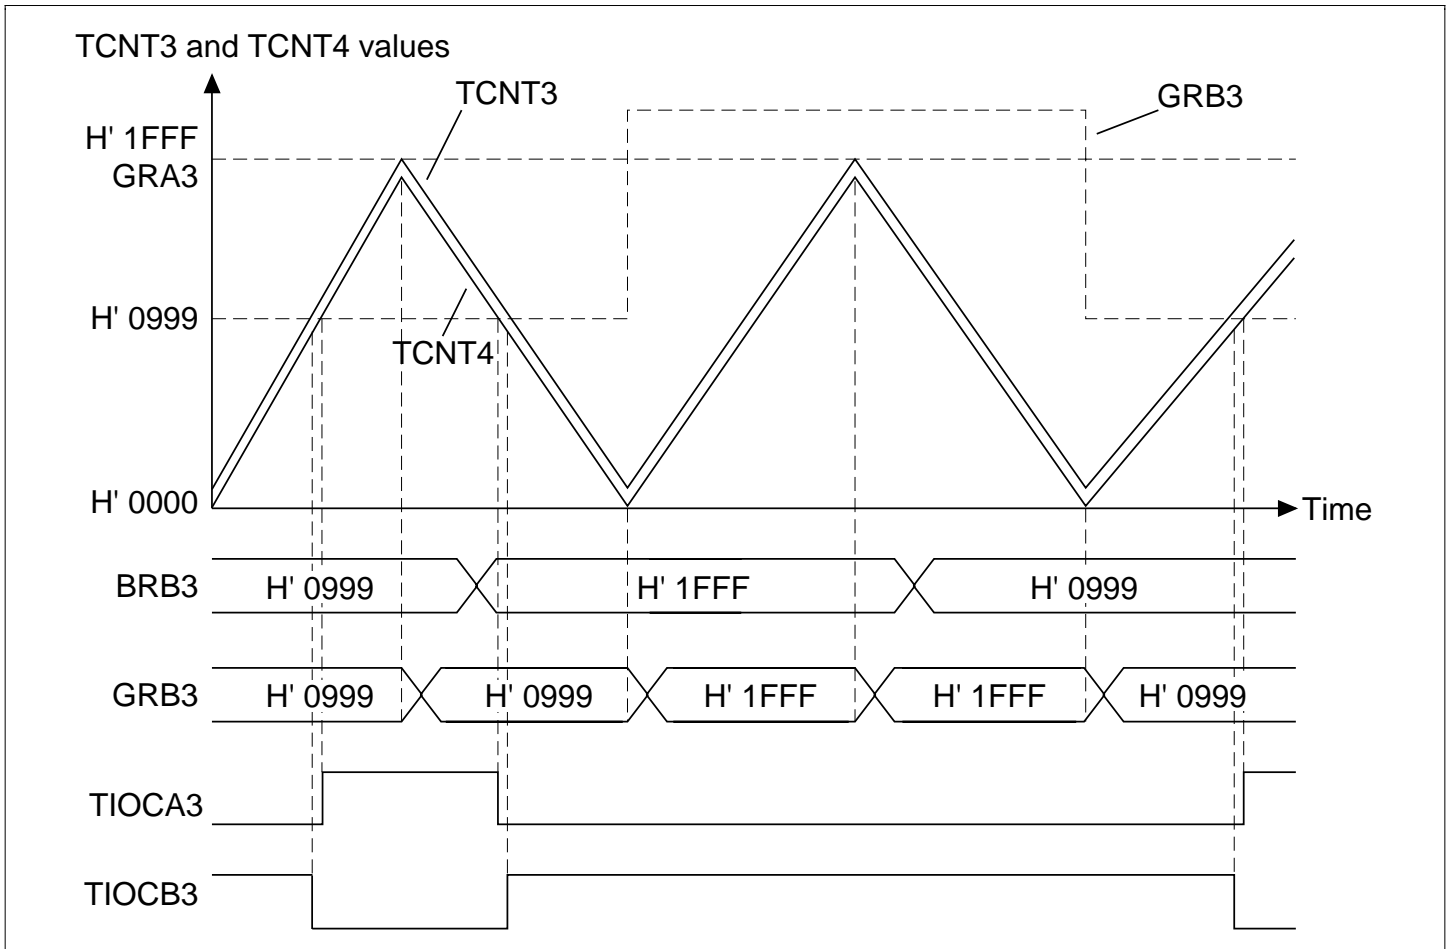 TCNT3 and TCNT4 values
TCNT3
GRB3
H' 1FFF
GRA3
H' 0999
TCNT4
H' 0000
Time
BRB3
H' 0999
H' 1FFF
H' 0999
GRB3
H' 0999
H' 0999
H' 1FFF
H' 1FFF
H' 0999
TIOCA3
TIOCB3